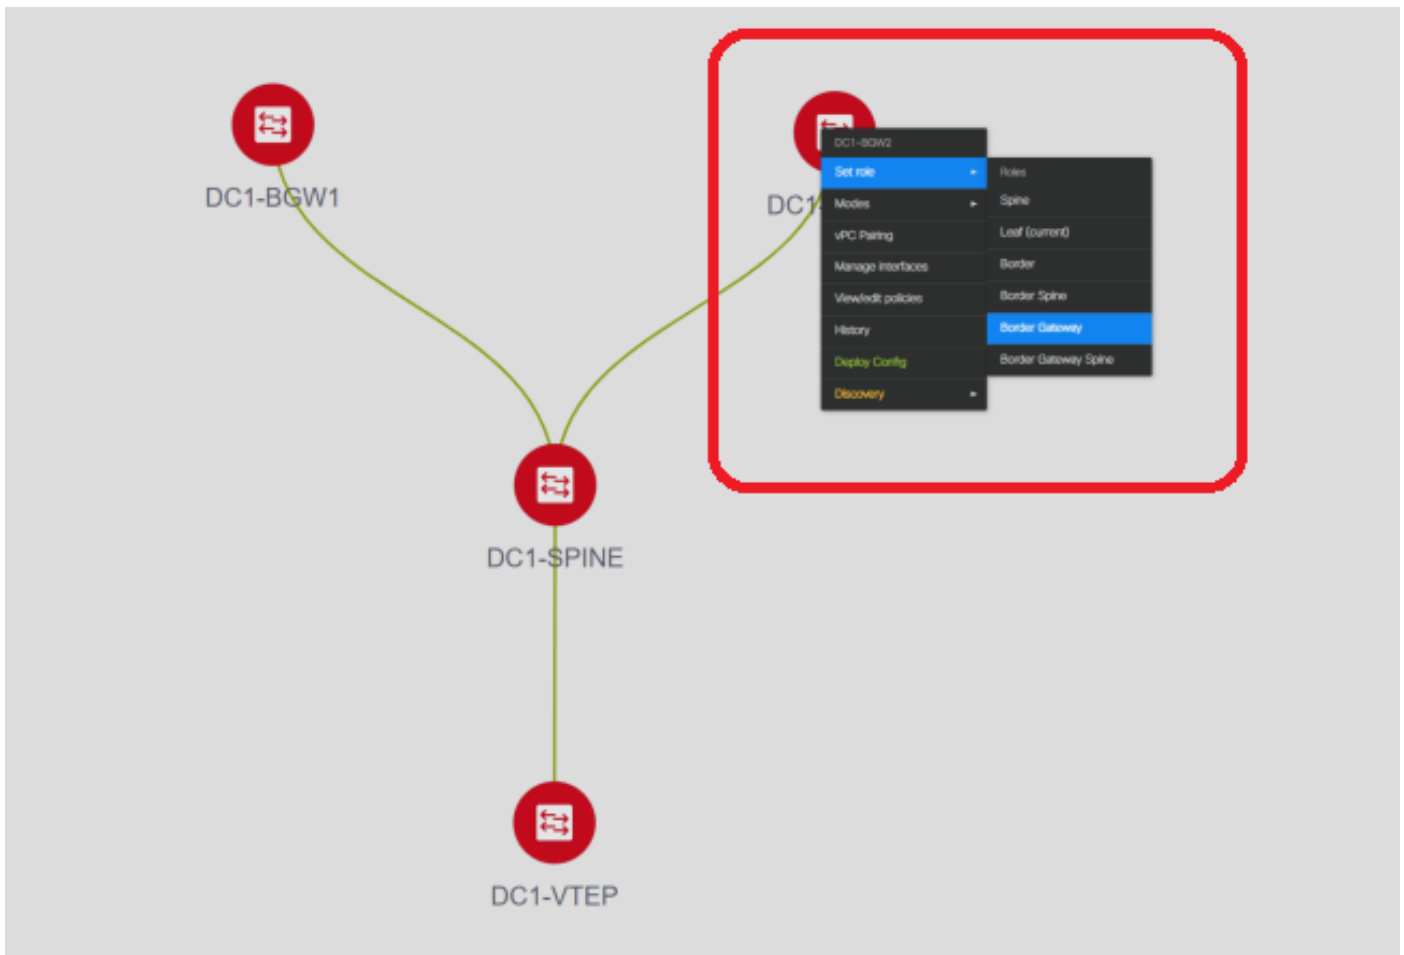 DC1-BGW1
DC1
DC1-BGW2
Set role
Modes
vPC Pairing
Manage interfaces
View/edit policies
History
Deploy Config
Discovery
Roles
Spine
Leaf (current)
Border
Border Spine
Border Gateway
Border Gateway Spine
DC1-SPINE
DC1-VTEP